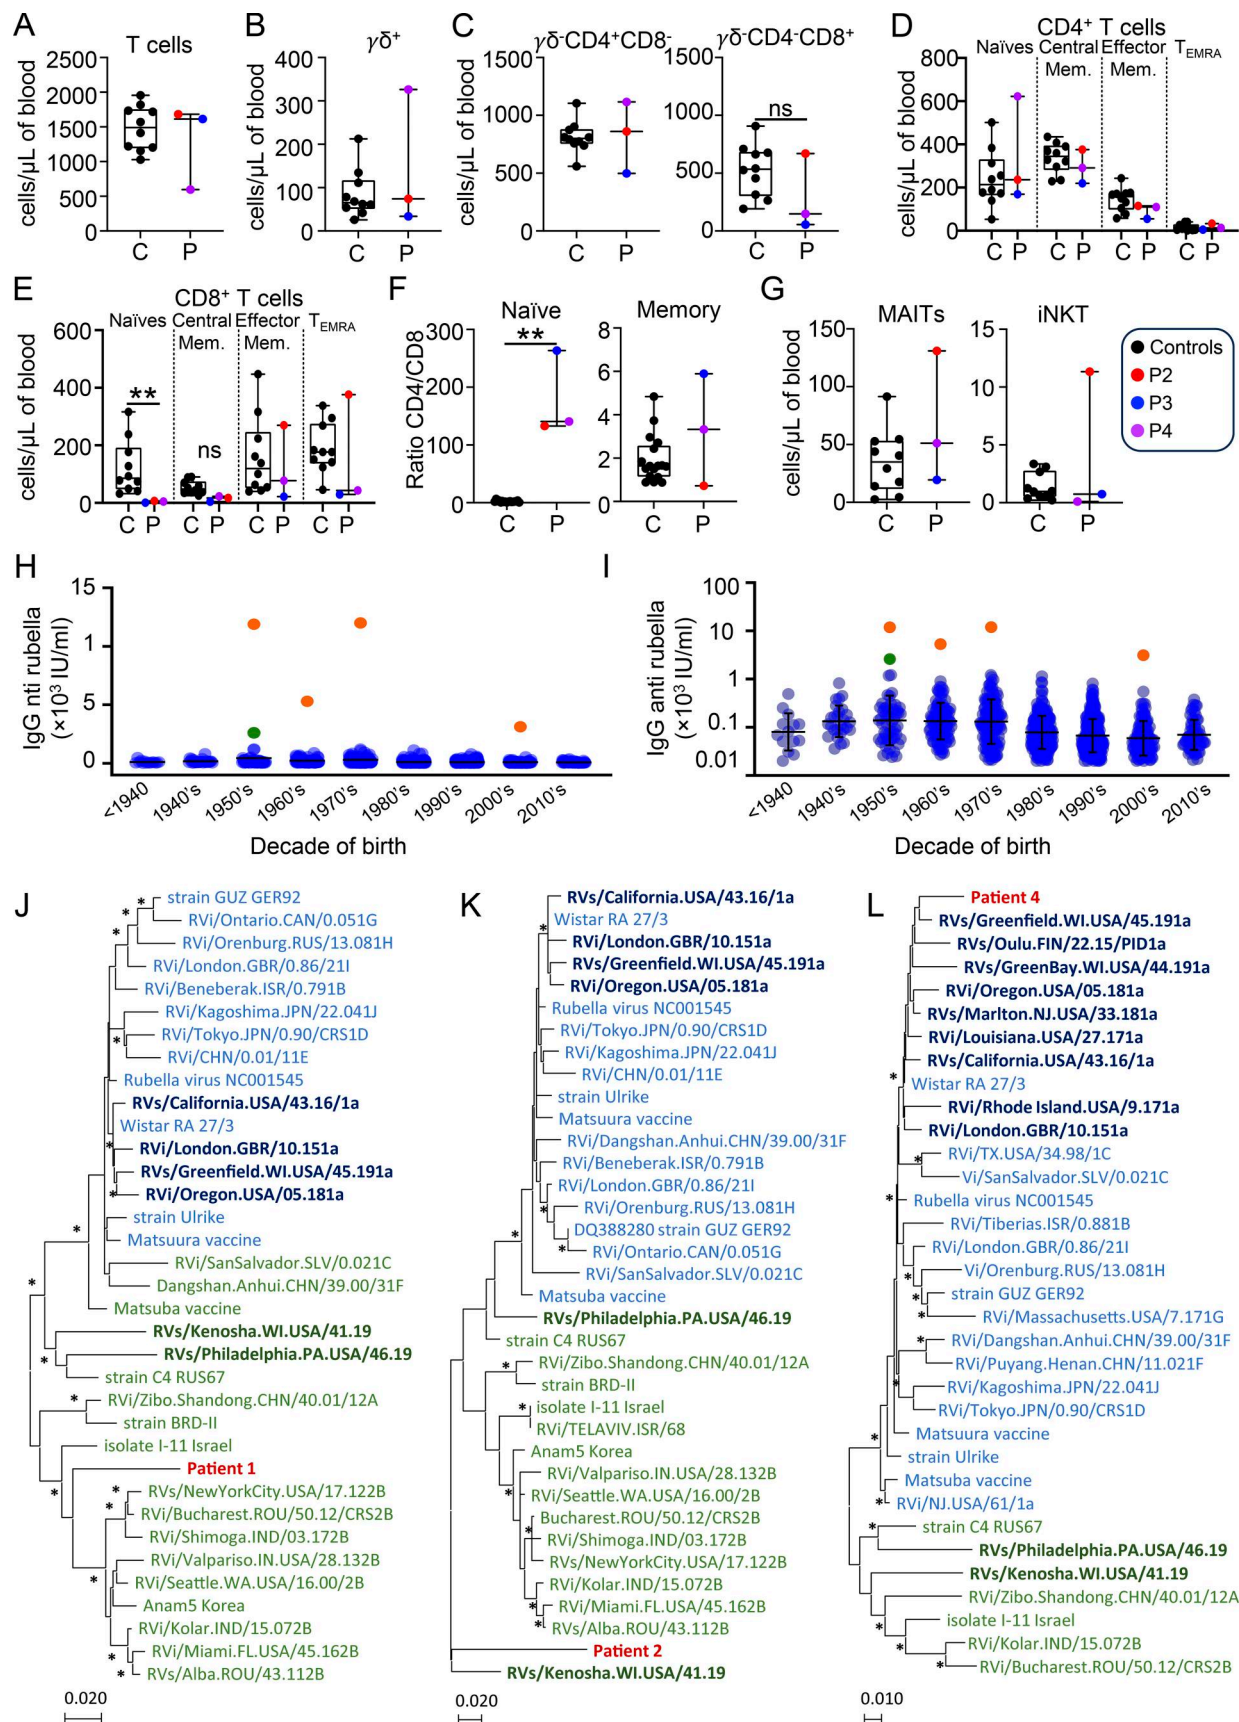 A
T cells
cells/μL of blood
2500
2000
1500
1000
500
0
C P
B
γδ+
cells/μL of blood
400
300
200
100
0
C P
C
γδ-CD4+CD8-
cells/μL of blood
1500
1000
500
0
C P
γδ-CD4-CD8+
1500
1000
500
0
ns
C P
D
CD4+ T cells
Naïves Central Mem. Effector Mem. TEMRA
cells/μL of blood
800
600
400
200
0
C P C P C P C P
E
CD8+ T cells
Naïves Central Mem. Effector Mem. TEMRA
cells/μL of blood
600
400
200
0
**
ns
C P C P C P C P
F
Naïve
Ratio CD4/CD8
300
200
100
0
**
C P
Memory
8
6
4
2
0
C P
G
MAITs
cells/μL of blood
150
100
50
0
C P
iNKT
15
10
5
0
C P
Controls
P2
P3
P4
H
IgG nti rubella
(×10³ IU/ml)
15
1
5
0
<1940 1940's 1950's 1960's 1970's 1980's 1990's 2000's 2010's
Decade of birth
I
IgG anti rubella
(×10³ IU/ml)
100
10
1
0.1
0.01
<1940 1940's 1950's 1960's 1970's 1980's 1990's 2000's 2010's
Decade of birth
J
strain GUZ GER92
RVi/Ontario.CAN/0.051G
RVi/Orenburg.RUS/13.081H
RVi/London.GBR/0.86/21I
RVi/Beneberak.ISR/0.791B
RVi/Kagoshima.JPN/22.041J
RVi/Tokyo.JPN/0.90/CRS1D
RVi/CHN/0.01/11E
Rubella virus NC001545
RVs/California.USA/43.16/1a
Wistar RA 27/3
RVi/London.GBR/10.151a
RVs/Greenfield.WI.USA/45.191a
RVi/Oregon.USA/05.181a
strain Ulrike
Matsuura vaccine
RVi/SanSalvador.SLV/0.021C
Dangshan.Anhui.CHN/39.00/31F
Matsuba vaccine
RVs/Kenosha.WI.USA/41.19
RVs/Philadelphia.PA.USA/46.19
strain C4 RUS67
RVi/Zibo.Shandong.CHN/40.01/12A
strain BRD-II
isolate I-11 Israel
Patient 1
RVs/NewYorkCity.USA/17.122B
RVi/Bucharest.ROU/50.12/CRS2B
RVi/Shimoga.IND/03.172B
RVi/Valpariso.IN.USA/28.132B
RVi/Seattle.WA.USA/16.00/2B
Anam5 Korea
RVi/Kolar.IND/15.072B
RVi/Miami.FL.USA/45.162B
RVs/Alba.ROU/43.112B
0.020
K
RVs/California.USA/43.16/1a
Wistar RA 27/3
RVi/London.GBR/10.151a
RVs/Greenfield.WI.USA/45.191a
RVi/Oregon.USA/05.181a
Rubella virus NC001545
RVi/Tokyo.JPN/0.90/CRS1D
RVi/Kagoshima.JPN/22.041J
RVi/CHN/0.01/11E
strain Ulrike
Matsuura vaccine
RVi/Dangshan.Anhui.CHN/39.00/31F
RVi/Beneberak.ISR/0.791B
RVi/London.GBR/0.86/21I
RVi/Orenburg.RUS/13.081H
DQ388280 strain GUZ GER92
RVi/Ontario.CAN/0.051G
RVi/SanSalvador.SLV/0.021C
Matsuba vaccine
RVs/Philadelphia.PA.USA/46.19
strain C4 RUS67
RVi/Zibo.Shandong.CHN/40.01/12A
strain BRD-II
isolate I-11 Israel
RVi/TELAVIV.ISR/68
Anam5 Korea
RVi/Valpariso.IN.USA/28.132B
RVi/Seattle.WA.USA/16.00/2B
Bucharest.ROU/50.12/CRS2B
RVi/Shimoga.IND/03.172B
RVs/NewYorkCity.USA/17.122B
RVi/Kolar.IND/15.072B
RVi/Miami.FL.USA/45.162B
RVs/Alba.ROU/43.112B
Patient 2
RVs/Kenosha.WI.USA/41.19
0.020
L
Patient 4
RVs/Greenfield.WI.USA/45.191a
RVs/Oulu.FIN/22.15/PID1a
RVs/GreenBay.WI.USA/44.191a
RVi/Oregon.USA/05.181a
RVs/Marlton.NJ.USA/33.181a
RVi/Louisiana.USA/27.171a
RVs/California.USA/43.16/1a
Wistar RA 27/3
RVi/Rhode Island.USA/9.171a
RVi/London.GBR/10.151a
RVi/TX.USA/34.98/1C
Vi/SanSalvador.SLV/0.021C
Rubella virus NC001545
RVi/Tiberias.ISR/0.881B
RVi/London.GBR/0.86/21I
Vi/Orenburg.RUS/13.081H
strain GUZ GER92
RVi/Massachusetts.USA/7.171G
RVi/Dangshan.Anhui.CHN/39.00/31F
RVi/Puyang.Henan.CHN/11.021F
RVi/Kagoshima.JPN/22.041J
RVi/Tokyo.JPN/0.90/CRS1D
Matsuura vaccine
strain Ulrike
Matsuba vaccine
RVi/NJ.USA/61/1a
strain C4 RUS67
RVs/Philadelphia.PA.USA/46.19
RVs/Kenosha.WI.USA/41.19
RVi/Zibo.Shandong.CHN/40.01/12A
isolate I-11 Israel
RVi/Kolar.IND/15.072B
RVi/Bucharest.ROU/50.12/CRS2B
0.010